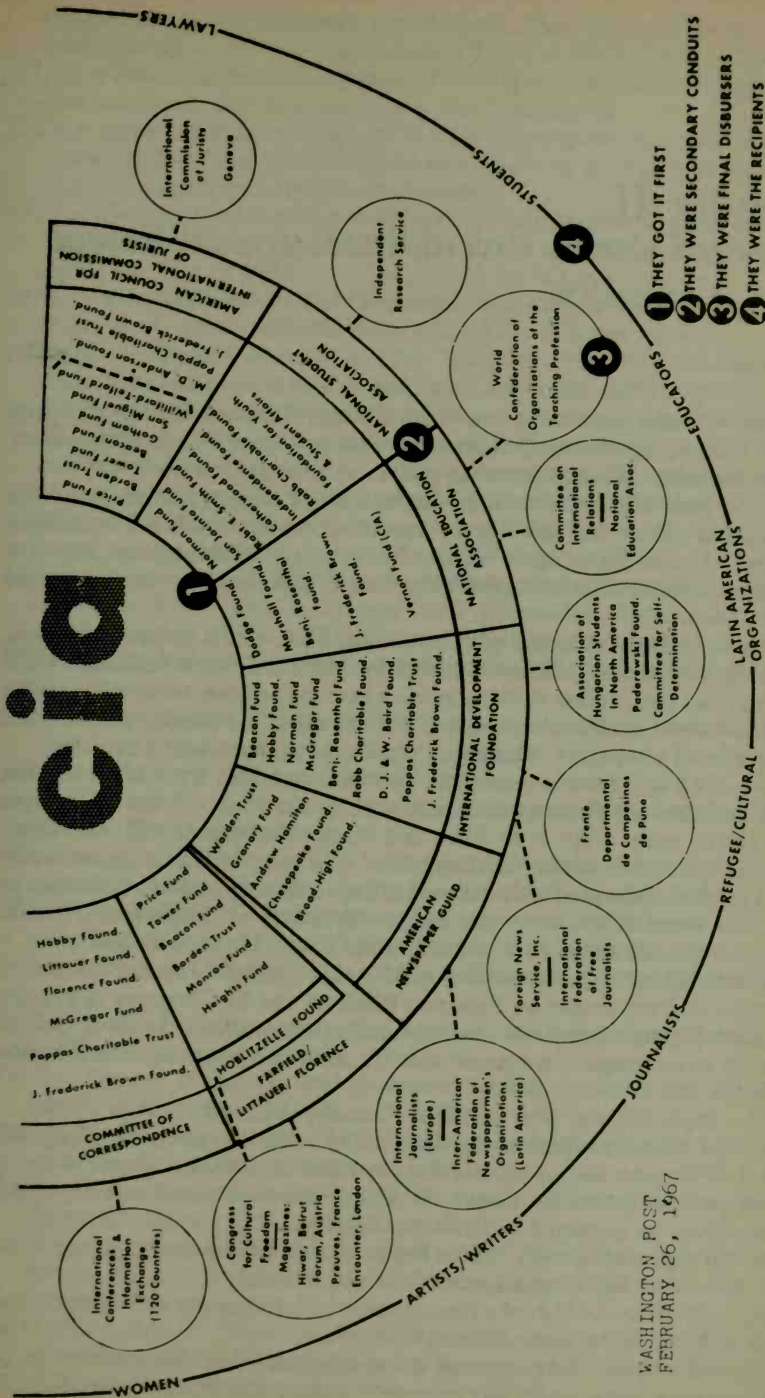 cia
LAWYERS
STUDENTS
EDUCATORS
LATIN AMERICAN
ORGANIZATIONS
REFUGEE/CULTURAL
JOURNALISTS
ARTISTS/WRITERS
WOMEN
1
2
3
4
1 THEY GOT IT FIRST
2 THEY WERE SECONDARY CONDUITS
3 THEY WERE FINAL DISBURSERS
4 THEY WERE THE RECIPIENTS
International
Commission
of Jurists
Geneva
AMERICAN COUNCIL FOR
INTERNATIONAL COMMISSION
OF JURISTS
Price Fund
Borden Trust
Tower Fund
Beacon Fund
Gotham Fund
San Miguel Fund
Williford-Telford Fund
M. D. Anderson Found.
Pappas Charitable Trust
J. Frederick Brown Found.
Independent
Research Service
NATIONAL STUDENT
ASSOCIATION
Norman Fund
San Jacinto Fund
Robt. E. Smith Fund
Catherwood Found.
Independence Found.
Rabb Charitable Found
Foundation for Youth
& Student Affairs
World
Confederation of
Organisations of the
Teaching Profession
Committee on
International
Relations
National
Education Assoc.
NATIONAL EDUCATION
ASSOCIATION
Dodge Found.
Marshall Found.
Benj. Rosenthal
Found.
J. Frederick Brown
Found.
Vernon Fund (CIA)
Association of
Hungarian Students
in North America
Paderewski Found.
Committee for Self-
Determination
Frente
Departmental
de Campesinas
de Puno
INTERNATIONAL DEVELOPMENT
FOUNDATION
Beacon Fund
Hobby Found.
Norman Fund
McGregor Fund
Benj. Rosenthal Fund
Rabb Charitable Found.
D. J. & W. Baird Found.
Pappas Charitable Trust
J. Frederick Brown Found.
Foreign News
Service, Inc.
International
Federation
of Free
Journalists
International
Journalists
(Europe)
Inter-American
Federation of
Newspapermen's
Organizations
(Latin America)
AMERICAN
NEWSPAPER GUILD
Warden Trust
Granary Fund
Andrew Hamilton
Chesapeake Found.
Broad-High Found.
Congress
for Cultural
Freedom
Magazines:
Hiwar, Beirut
Forum, Austria
Preuves, France
Encounter, London
FARFIELD/
LITTAUER/ FLORENCE
HOBLITZELLE FOUND
Price Fund
Tower Fund
Beacon Fund
Borden Trust
Monroe Fund
Heights Fund
International
Conferences &
Information
Exchange
(120 Countries)
COMMITTEE OF
CORRESPONDENCE
Hobby Found.
Littauer Found.
Florence Found.
McGregor Fund
Pappas Charitable Trust
J. Frederick Brown Found.
WASHINGTON POST
FEBRUARY 26, 1967